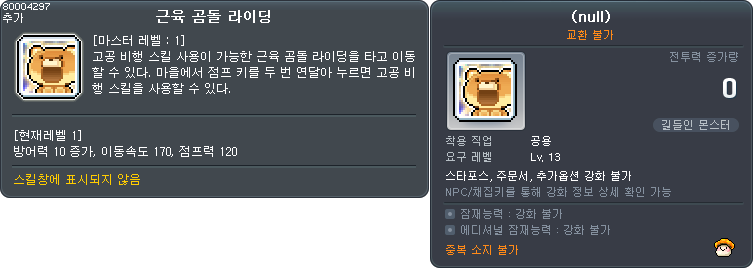 80004297
추가
근육 곰돌 라이딩
[마스터 레벨 : 1]
고공 비행 스킬 사용이 가능한 근육 곰돌 라이딩을 타고 이동
할 수 있다. 마을에서 점프 키를 두 번 연달아 누르면 고공 비
행 스킬을 사용할 수 있다.
[현재레벨 1]
방어력 10 증가, 이동속도 170, 점프력 120
스킬창에 표시되지 않음
(null)
교환 불가
전투력 증가량
0
길들인 몬스터
착용 직업 공용
요구 레벨 Lv. 13
스타포스, 주문서, 추가옵션 강화 불가
NPC/채집키를 통해 강화 정보 상세 확인 가능
잠재능력 : 강화 불가
에디셔널 잠재능력 : 강화 불가
중복 소지 불가